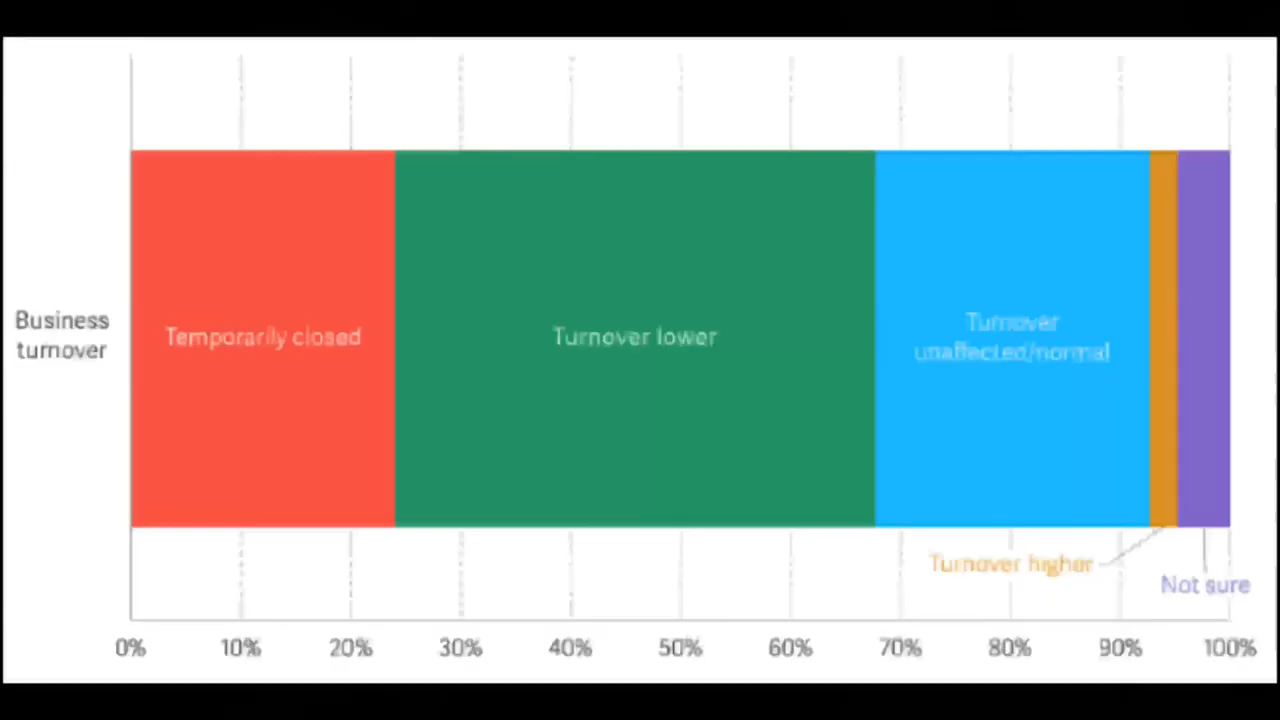 Business
turnover
Temporarily closed
Turnover lower
Turnover
unaffected/normal
Turnover higher
Not sure
0% 10% 20% 30% 40% 50% 60% 70% 80% 90% 100%